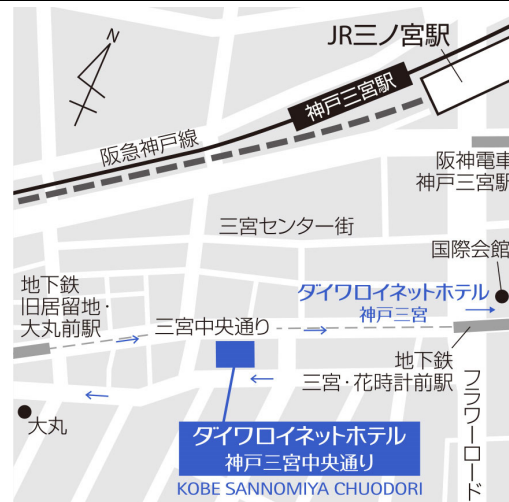 N
JR三ノ宮駅
神戸三宮駅
阪急神戸線
阪神電車
神戸三宮駅
三宮センター街
国際会館
地下鉄
旧居留地・
大丸前駅
ダイワロイネットホテル
神戸三宮
三宮中央通り
地下鉄
三宮・花時計前駅
フラワーロード
大丸
ダイワロイネットホテル
神戸三宮中央通り
KOBE SANNOMIYA CHUODORI